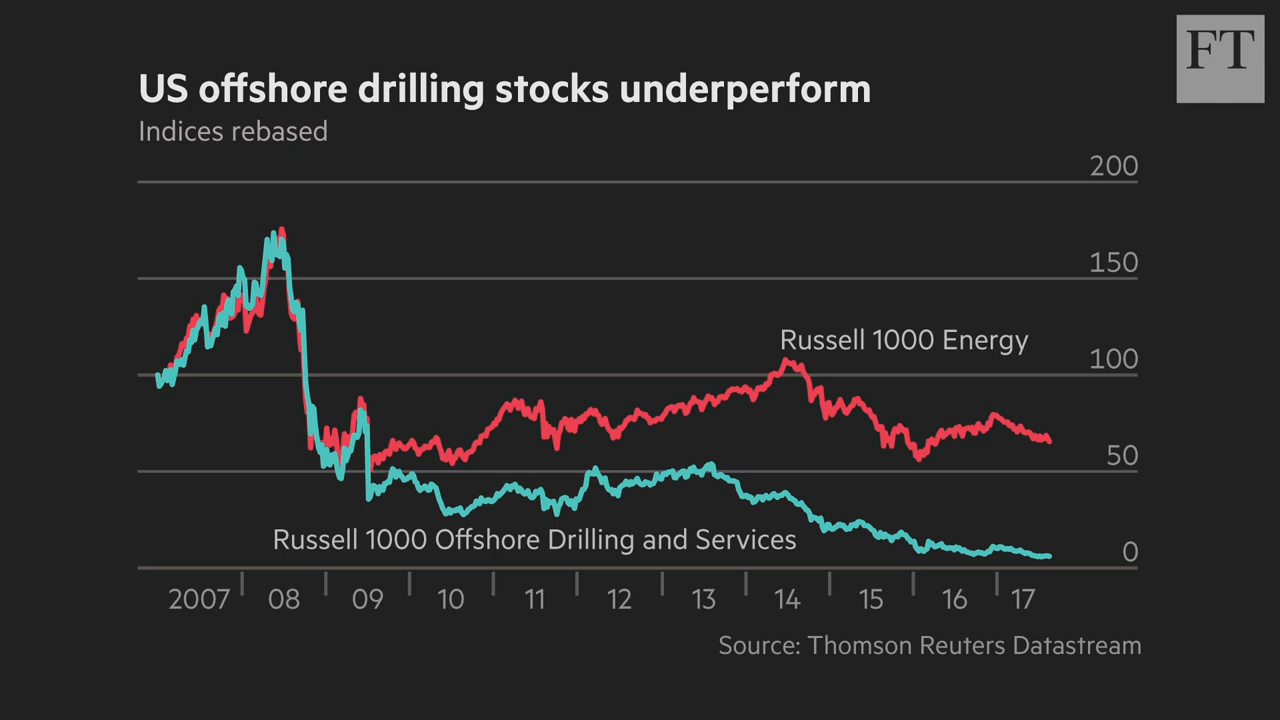 FT
US offshore drilling stocks underperform
Indices rebased
200
150
Russell 1000 Energy
100
50
Russell 1000 Offshore Drilling and Services
0
2007 08 09 10 11 12 13 14 15 16 17
Source: Thomson Reuters Datastream